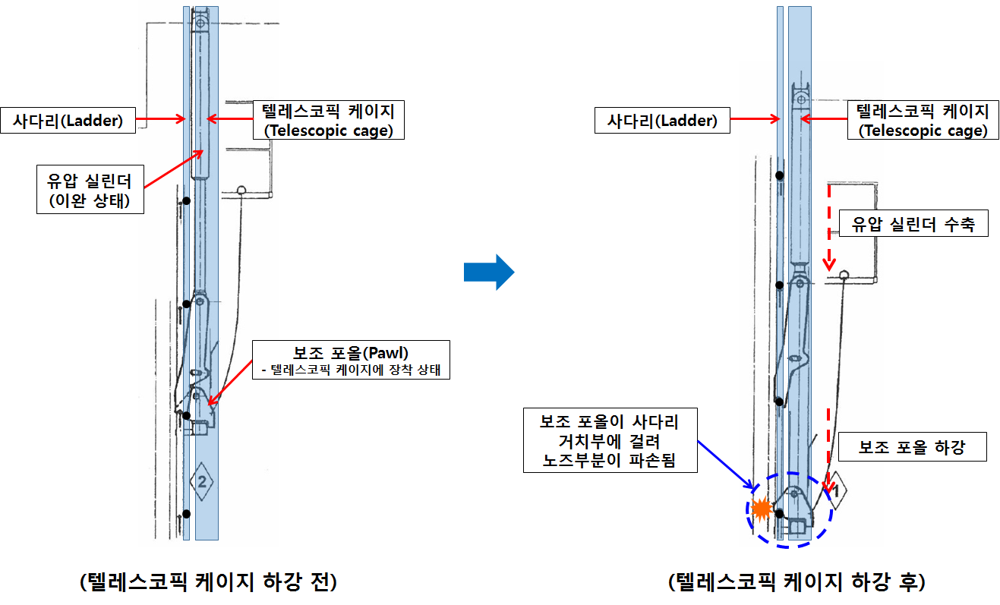 사다리(Ladder)
텔레스코픽 케이지
(Telescopic cage)
유압 실린더
(이완 상태)
보조 포올(Pawl)
- 텔레스코픽 케이지에 장착 상태
2
(텔레스코픽 케이지 하강 전)
사다리(Ladder)
텔레스코픽 케이지
(Telescopic cage)
유압 실린더 수축
보조 포올이 사다리
거치부에 걸려
노즈부분이 파손됨
보조 포올 하강
1
(텔레스코픽 케이지 하강 후)